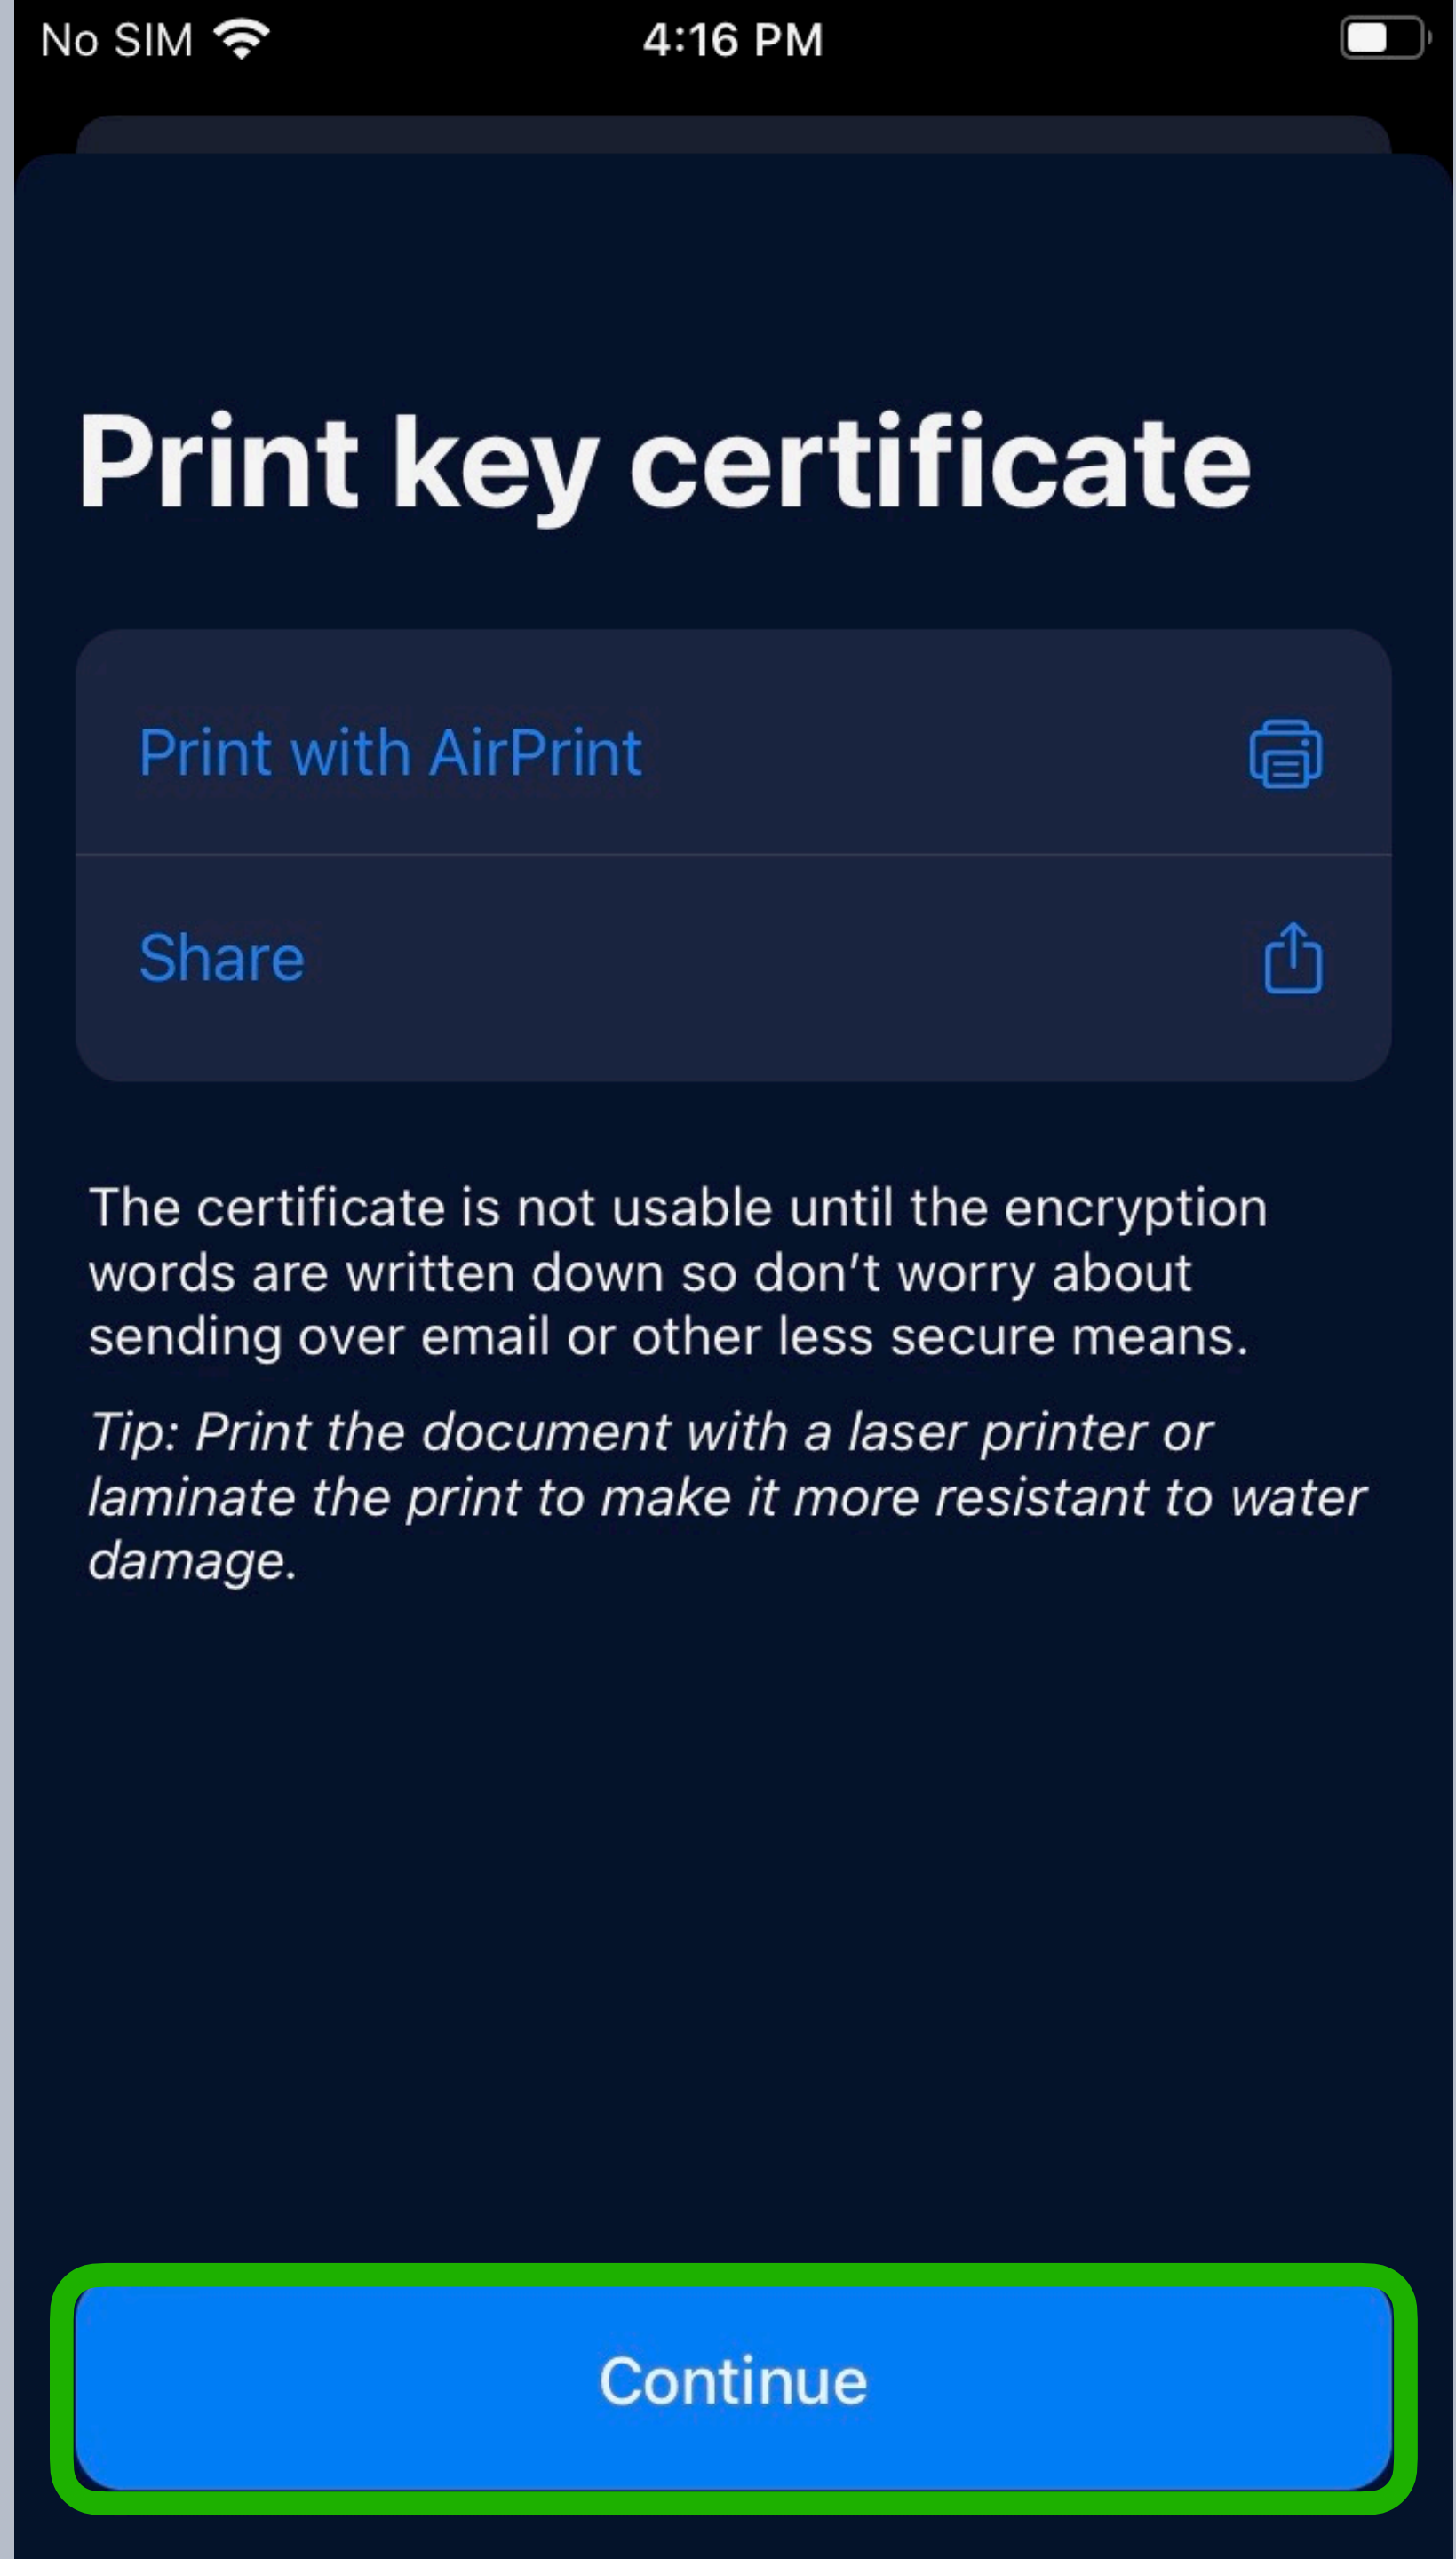 No SIM
4:16 PM
Print key certificate
Print with AirPrint
Share
The certificate is not usable until the encryption
words are written down so don’t worry about
sending over email or other less secure means.
Tip: Print the document with a laser printer or
laminate the print to make it more resistant to water
damage.
Continue